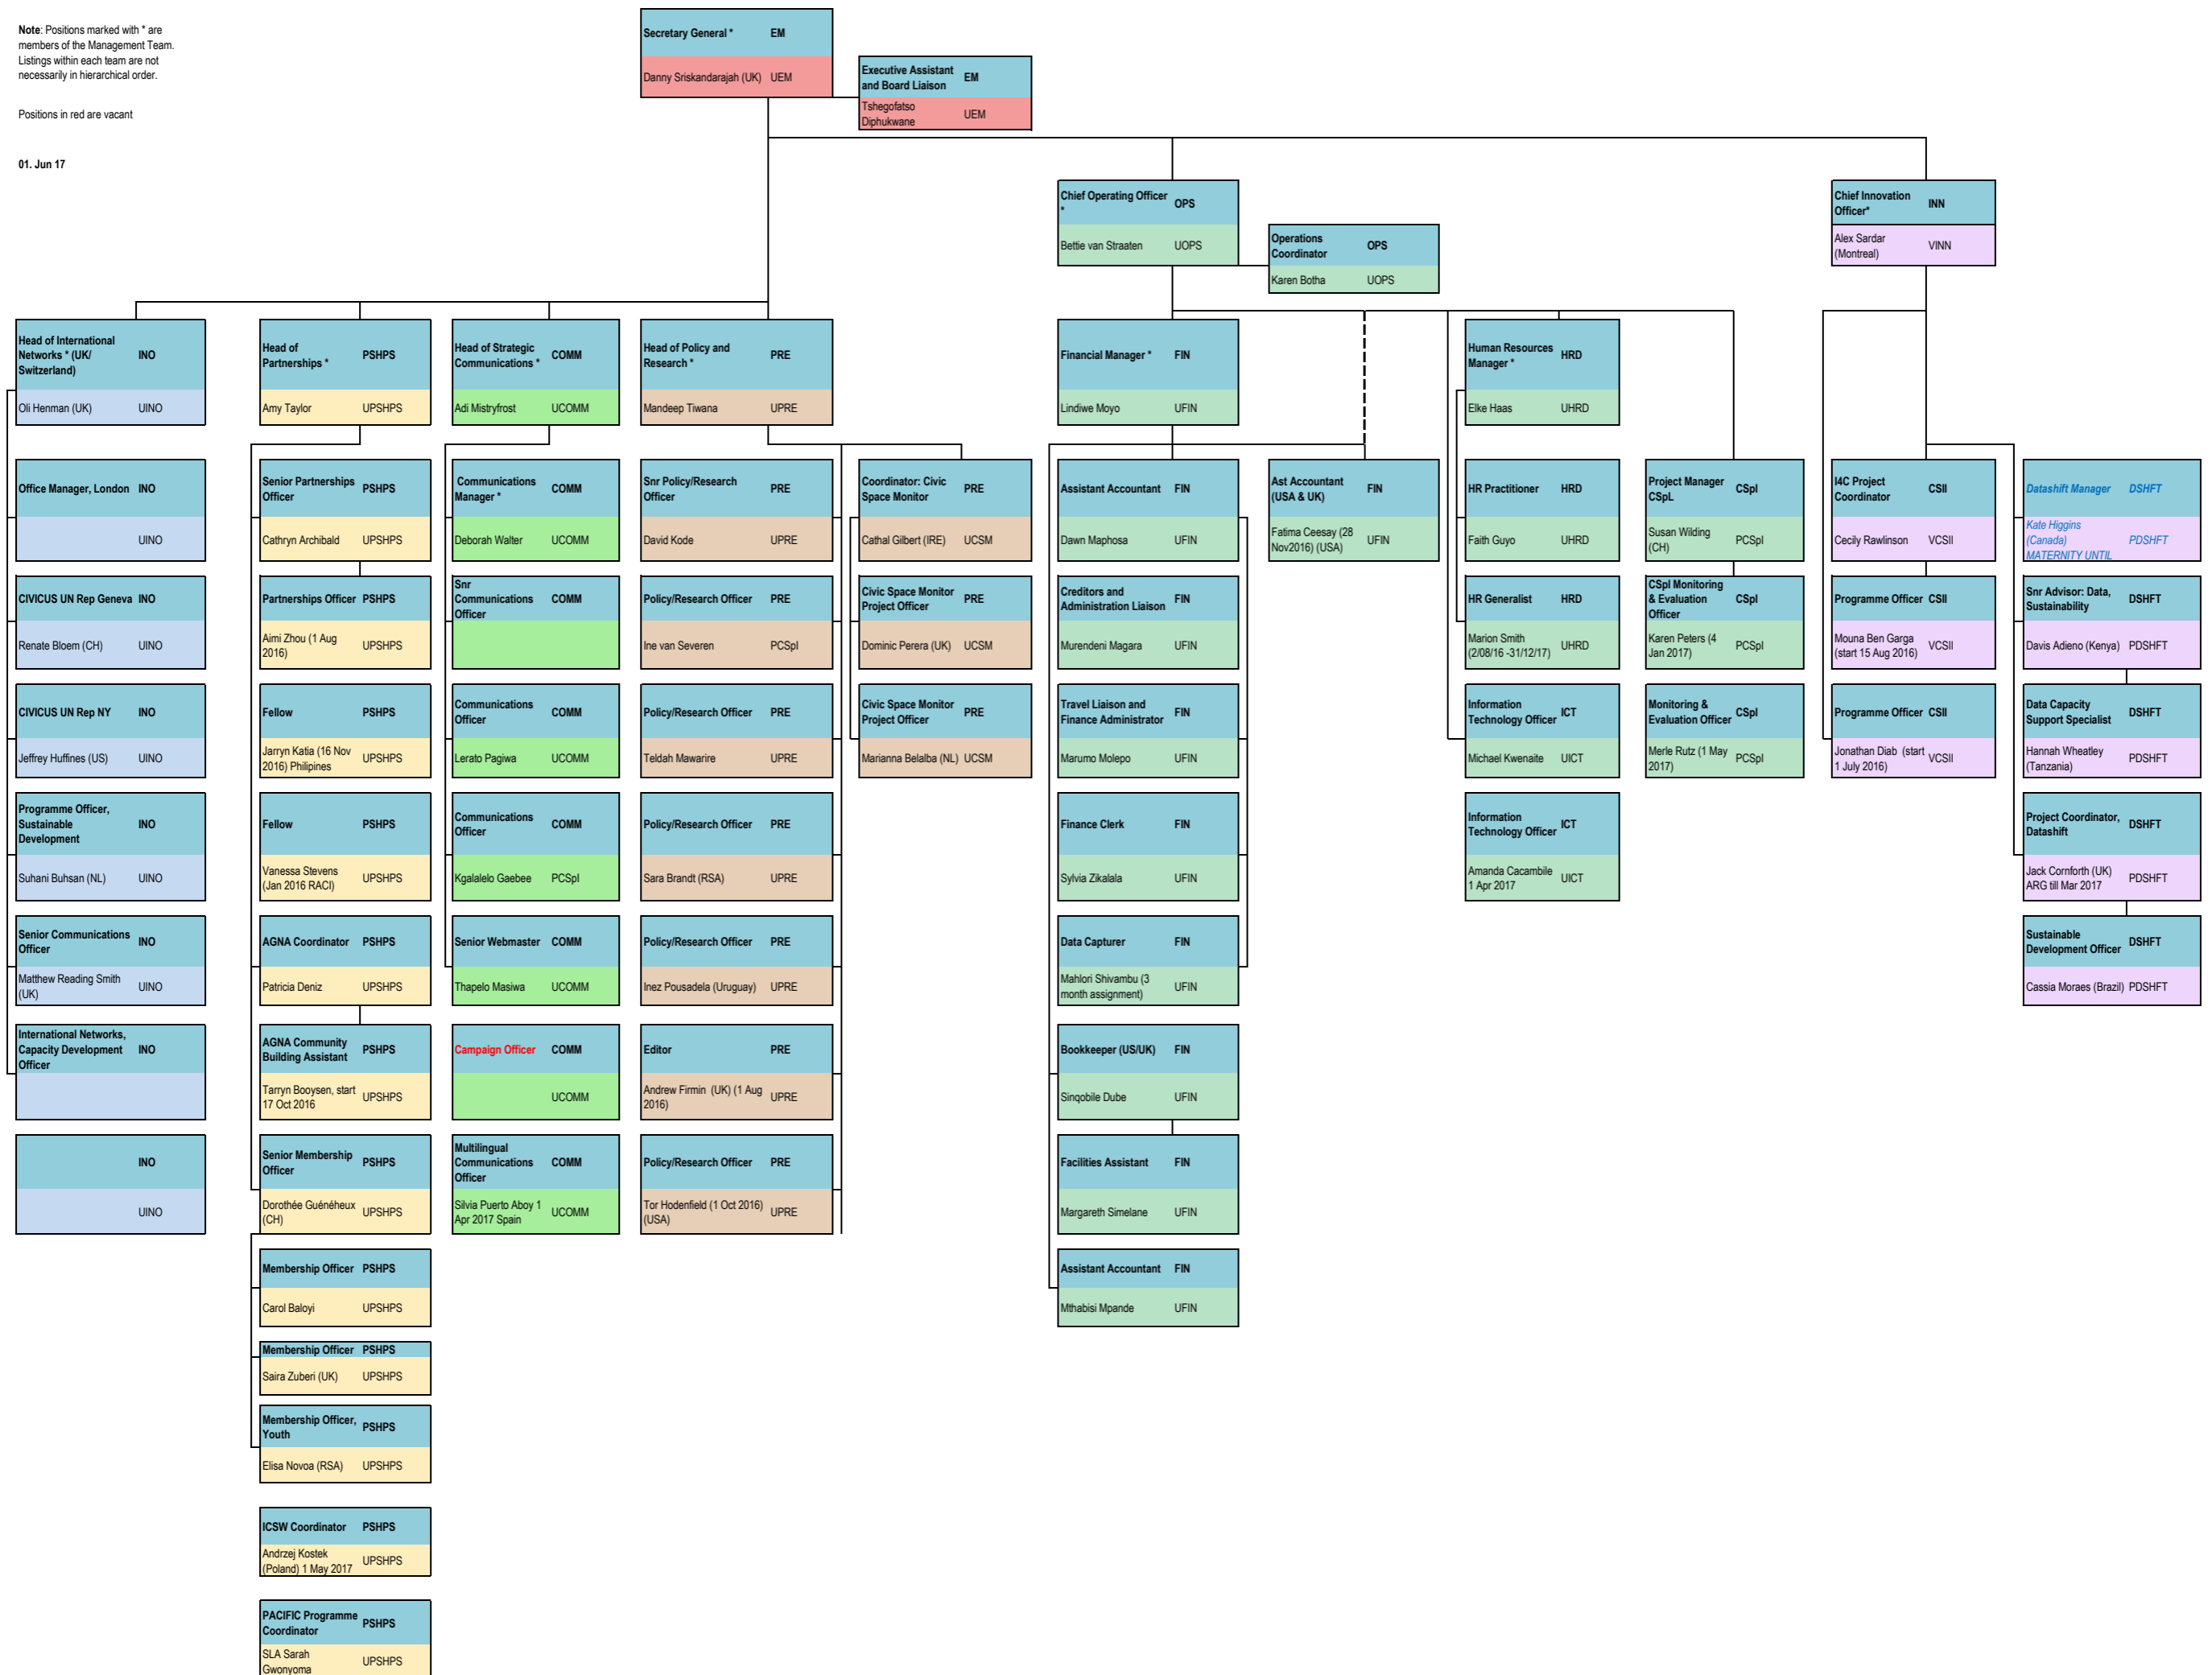 Note: Positions marked with * are
members of the Management Team.
Listings within each team are not
necessarily in hierarchical order.
Positions in red are vacant
01. Jun 17
Secretary General * EM
Danny Sriskandarajah (UK) UEM
Executive Assistant
and Board Liaison EM
Tshegofatso
Diphukwane UEM
Chief Operating Officer
* OPS
Bettie van Straaten UOPS
Operations
Coordinator OPS
Karen Botha UOPS
Chief Innovation
Officer* INN
Alex Sardar
(Montreal) VINN
Head of International
Networks * (UK/
Switzerland) INO
Oli Henman (UK) UINO
Office Manager, London INO
UINO
CIVICUS UN Rep Geneva INO
Renate Bloem (CH) UINO
CIVICUS UN Rep NY INO
Jeffrey Huffines (US) UINO
Programme Officer,
Sustainable
Development INO
Suhani Buhsan (NL) UINO
Senior Communications
Officer INO
Matthew Reading Smith
(UK) UINO
International Networks,
Capacity Development
Officer INO
INO
UINO
Head of
Partnerships * PSHPS
Amy Taylor UPSHPS
Senior Partnerships
Officer PSHPS
Cathryn Archibald UPSHPS
Partnerships Officer PSHPS
Aimi Zhou (1 Aug
2016) UPSHPS
Fellow PSHPS
Jarryn Katia (16 Nov
2016) Philipines UPSHPS
Fellow PSHPS
Vanessa Stevens
(Jan 2016 RACI) UPSHPS
AGNA Coordinator PSHPS
Patricia Deniz UPSHPS
AGNA Community
Building Assistant PSHPS
Tarryn Booysen, start
17 Oct 2016 UPSHPS
Senior Membership
Officer PSHPS
Dorothée Guénéheux
(CH) UPSHPS
Membership Officer PSHPS
Carol Baloyi UPSHPS
Membership Officer PSHPS
Saira Zuberi (UK) UPSHPS
Membership Officer,
Youth PSHPS
Elisa Novoa (RSA) UPSHPS
ICSW Coordinator PSHPS
Andrzej Kostek
(Poland) 1 May 2017 UPSHPS
PACIFIC Programme
Coordinator PSHPS
SLA Sarah
Gwonyoma UPSHPS
Head of Strategic
Communications * COMM
Adi Mistryfrost UCOMM
Communications
Manager * COMM
Deborah Walter UCOMM
Snr
Communications
Officer COMM
Communications
Officer COMM
Lerato Pagiwa UCOMM
Communications
Officer COMM
Kgalalelo Gaebee PCSpl
Senior Webmaster COMM
Thapelo Masiwa UCOMM
Campaign Officer COMM
UCOMM
Multilingual
Communications
Officer COMM
Silvia Puerto Aboy 1
Apr 2017 Spain UCOMM
Head of Policy and
Research * PRE
Mandeep Tiwana UPRE
Snr Policy/Research
Officer PRE
David Kode UPRE
Policy/Research Officer PRE
Ine van Severen PCSpl
Policy/Research Officer PRE
Teldah Mawarire UPRE
Policy/Research Officer PRE
Sara Brandt (RSA) UPRE
Policy/Research Officer PRE
Inez Pousadela (Uruguay) UPRE
Editor PRE
Andrew Firmin (UK) (1 Aug
2016) UPRE
Policy/Research Officer PRE
Tor Hodenfield (1 Oct 2016)
(USA) UPRE
Coordinator: Civic
Space Monitor PRE
Cathal Gilbert (IRE) UCSM
Civic Space Monitor
Project Officer PRE
Dominic Perera (UK) UCSM
Civic Space Monitor
Project Officer PRE
Marianna Belalba (NL) UCSM
Financial Manager * FIN
Lindiwe Moyo UFIN
Assistant Accountant FIN
Dawn Maphosa UFIN
Creditors and
Administration Liaison FIN
Murendeni Magara UFIN
Travel Liaison and
Finance Administrator FIN
Marumo Molepo UFIN
Finance Clerk FIN
Sylvia Zikalala UFIN
Data Capturer FIN
Mahlori Shivambu (3
month assignment) UFIN
Bookkeeper (US/UK) FIN
Sinqobile Dube UFIN
Facilities Assistant FIN
Margareth Simelane UFIN
Assistant Accountant FIN
Mthabisi Mpande UFIN
Ast Accountant
(USA & UK) FIN
Fatima Ceesay (28
Nov2016) (USA) UFIN
Human Resources
Manager * HRD
Elke Haas UHRD
HR Practitioner HRD
Faith Guyo UHRD
HR Generalist HRD
Marion Smith
(2/08/16 -31/12/17) UHRD
Information
Technology Officer ICT
Michael Kwenaite UICT
Information
Technology Officer ICT
Amanda Cacambile
1 Apr 2017 UICT
Project Manager
CSpL CSpl
Susan Wilding
(CH) PCSpl
CSpl Monitoring
& Evaluation
Officer CSpl
Karen Peters (4
Jan 2017) PCSpl
Monitoring &
Evaluation Officer CSpl
Merle Rutz (1 May
2017) PCSpl
I4C Project
Coordinator CSII
Cecily Rawlinson VCSII
Programme Officer CSII
Mouna Ben Garga
(start 15 Aug 2016) VCSII
Programme Officer CSII
Jonathan Diab (start
1 July 2016) VCSII
Datashift Manager DSHFT
Kate Higgins
(Canada)
MATERNITY UNTIL PDSHFT
Snr Advisor: Data,
Sustainability DSHFT
Davis Adieno (Kenya) PDSHFT
Data Capacity
Support Specialist DSHFT
Hannah Wheatley
(Tanzania) PDSHFT
Project Coordinator,
Datashift DSHFT
Jack Cornforth (UK)
ARG till Mar 2017 PDSHFT
Sustainable
Development Officer DSHFT
Cassia Moraes (Brazil) PDSHFT